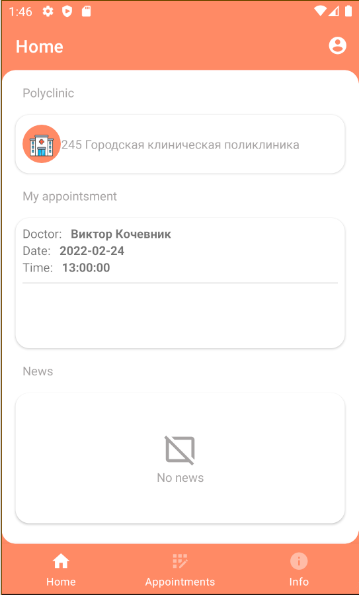 1:46
Home
Polyclinic
245 Городская клиническая поликлиника
My appointsment
Doctor: Виктор Кочевник
Date: 2022-02-24
Time: 13:00:00
News
No news
Home Appointments Info